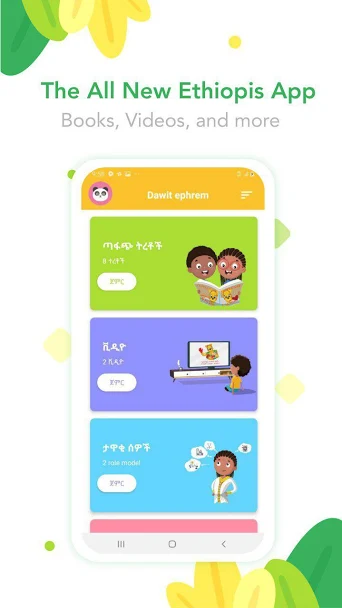 The All New Ethiopis App
Books, Videos, and more
Dawit ephrem
ጣፋጭ ትረቶች
8 ተረቶች
ጀምር
ቪዲዮ
2 ቪዲዮ
ጀምር
ታዋቂ ሰዎች
2 role model
ጀምር